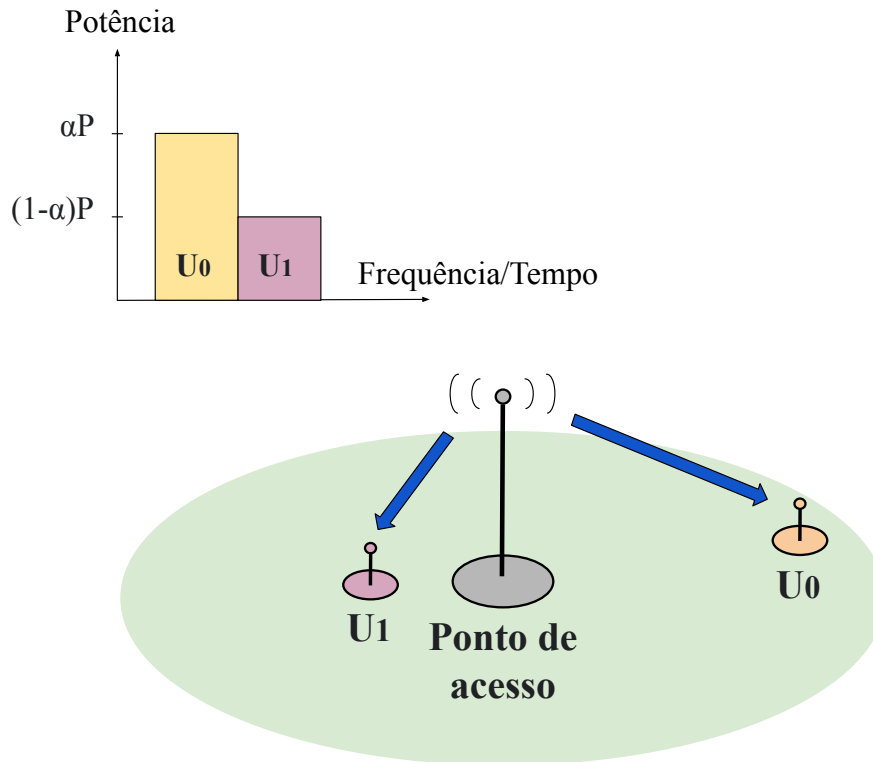 Potência
αP
(1-α)P
U0
U1
Frequência/Tempo
U1
Ponto de
acesso
U0